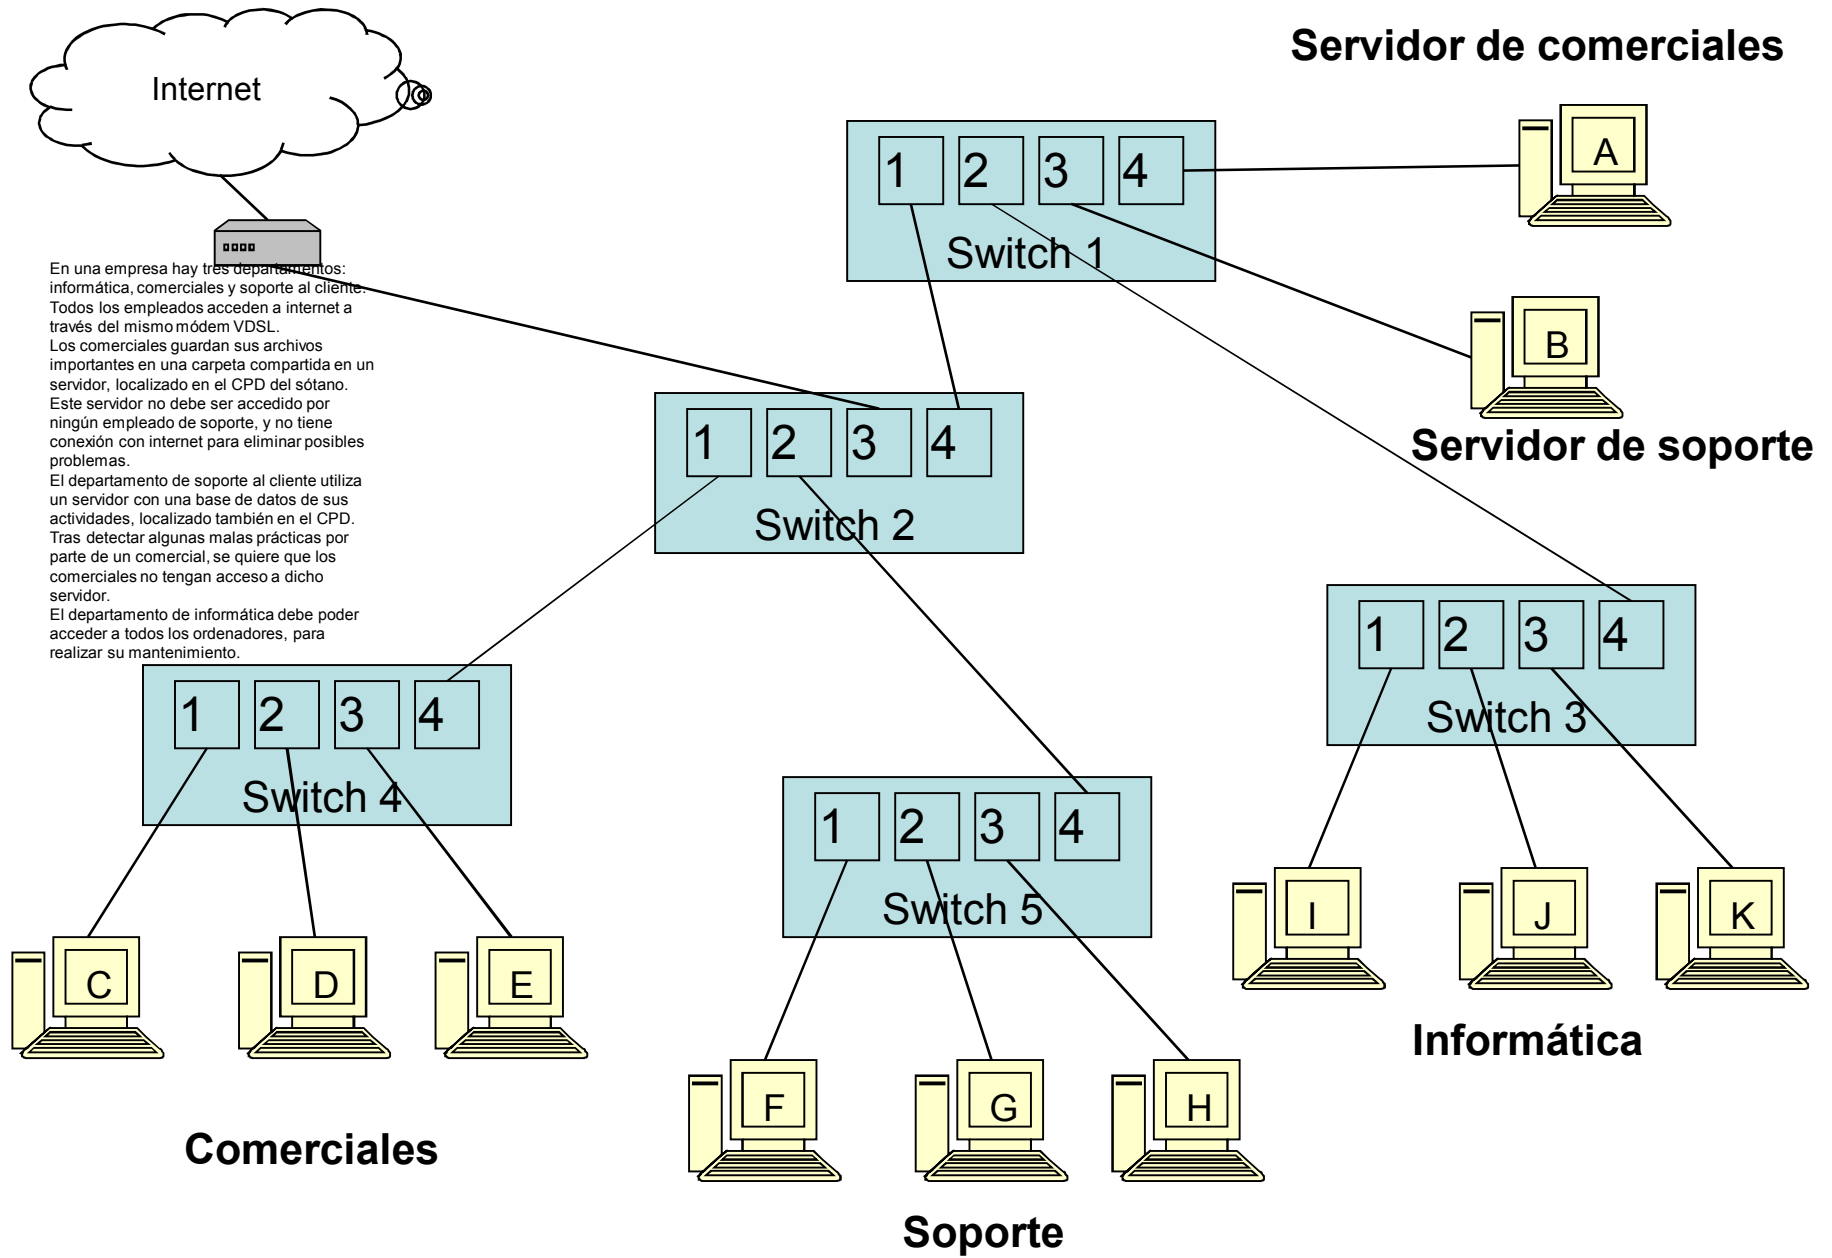 Servidor de comerciales
Internet
1 2 3 4
Switch 1
A
En una empresa hay tres departamentos:
informática, comerciales y soporte al cliente.
Todos los empleados acceden a internet a
través del mismo módem VDSL.
Los comerciales guardan sus archivos
importantes en una carpeta compartida en un
servidor, localizado en el CPD del sótano.
Este servidor no debe ser accedido por
ningún empleado de soporte, y no tiene
conexión con internet para eliminar posibles
problemas.
El departamento de soporte al cliente utiliza
un servidor con una base de datos de sus
actividades, localizado también en el CPD.
Tras detectar algunas malas prácticas por
parte de un comercial, se quiere que los
comerciales no tengan acceso a dicho
servidor.
El departamento de informática debe poder
acceder a todos los ordenadores, para
realizar su mantenimiento.
B
Servidor de soporte
1 2 3 4
Switch 2
1 2 3 4
Switch 3
1 2 3 4
Switch 4
1 2 3 4
Switch 5
I J K
Informática
C D E
Comerciales
F G H
Soporte